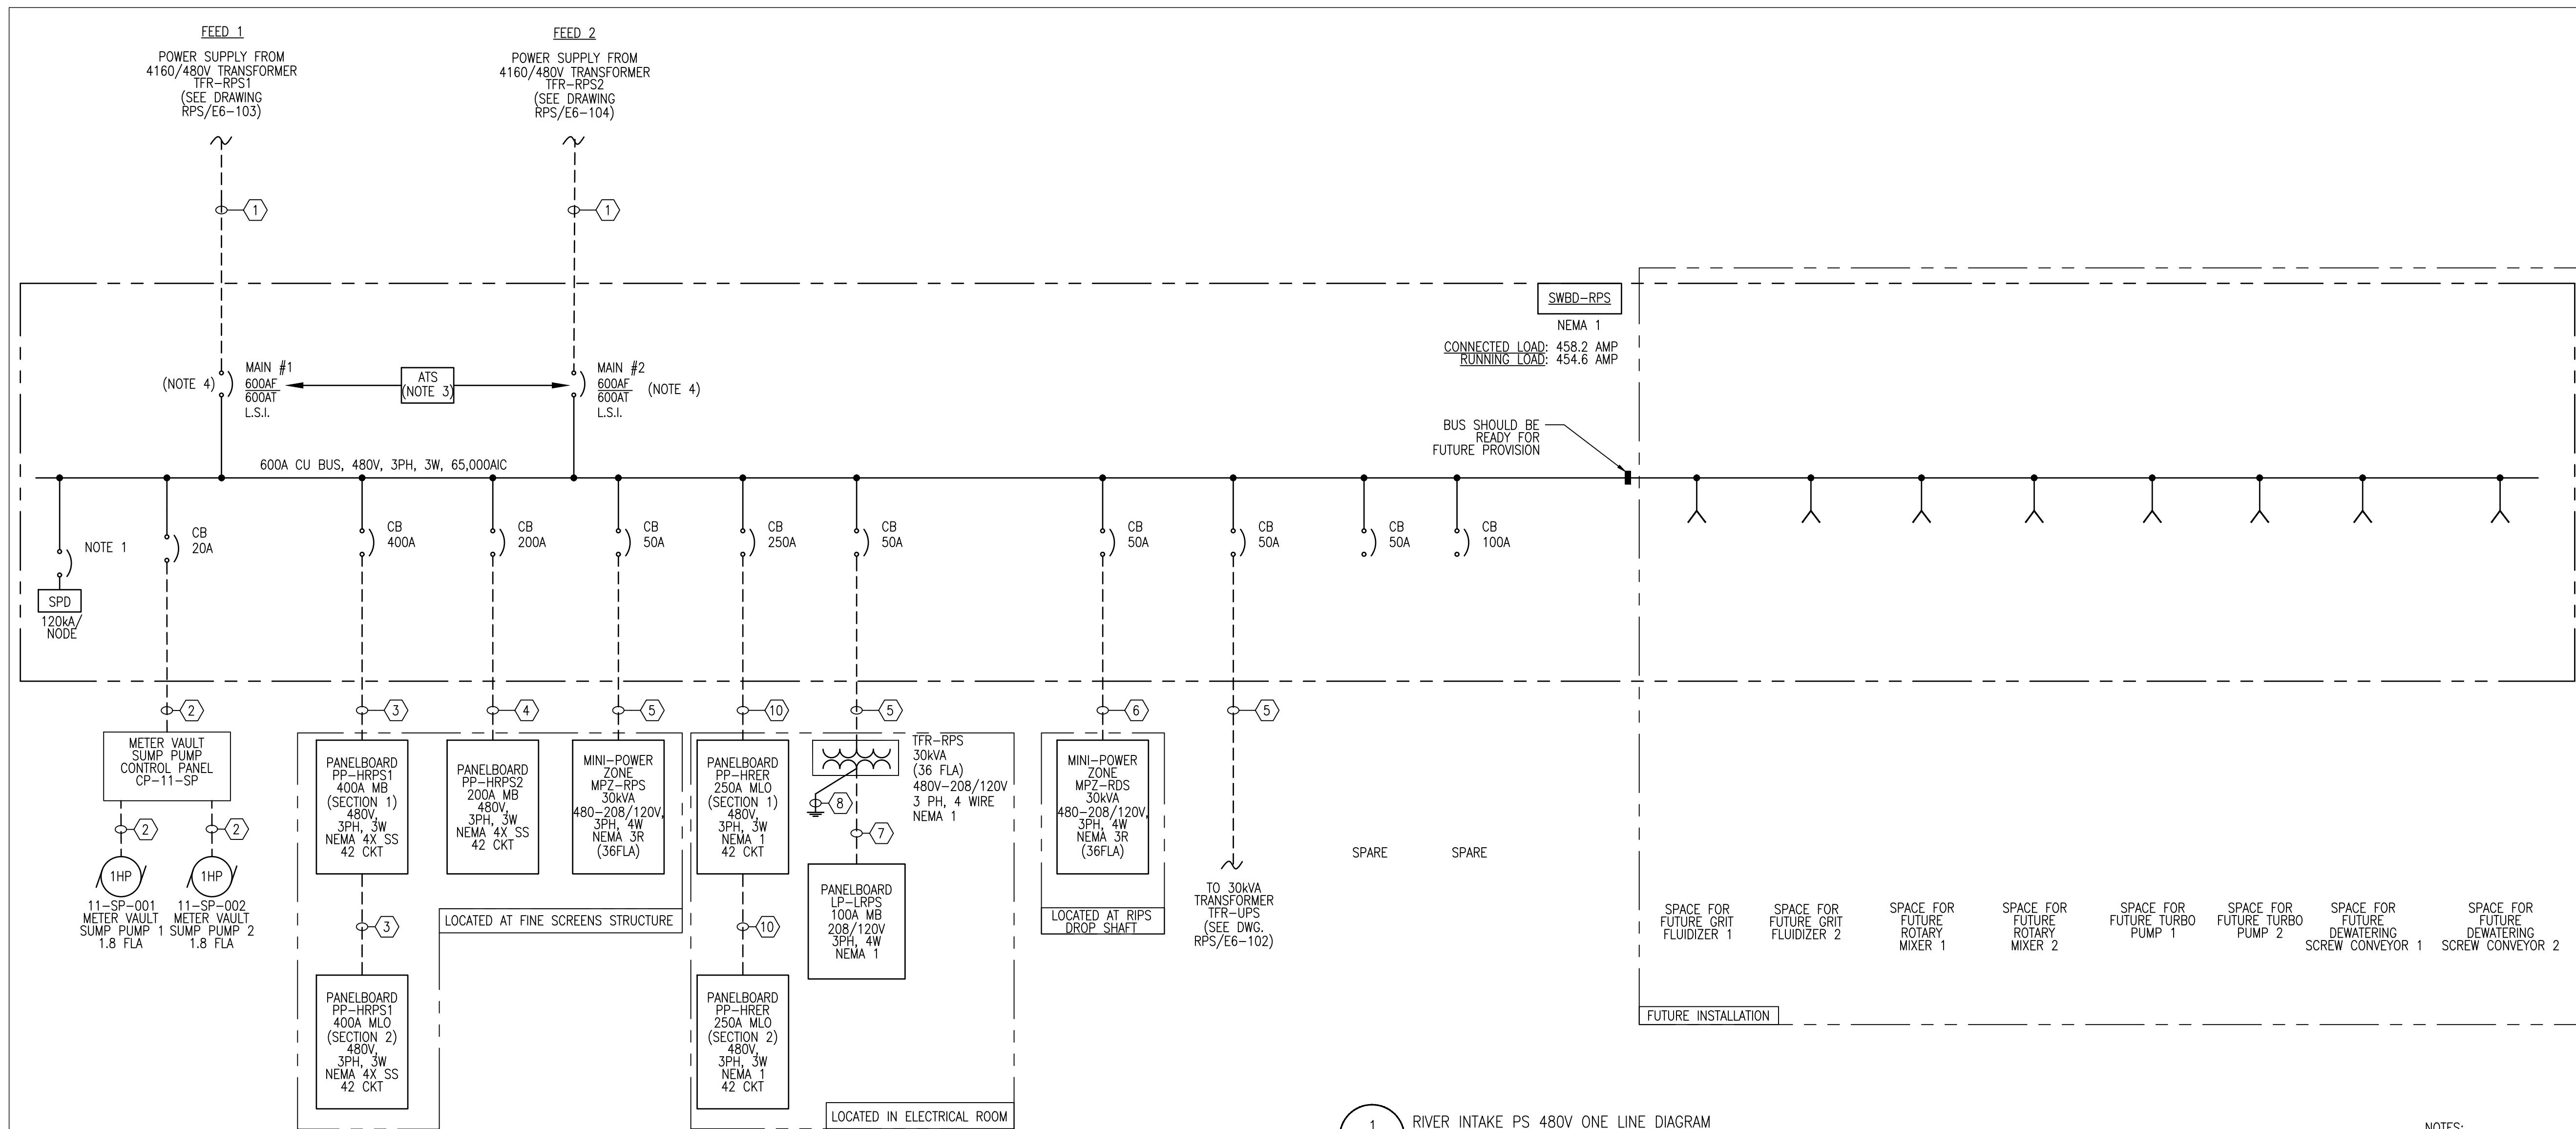 FEED 1
POWER SUPPLY FROM
4160/480V TRANSFORMER
TFR-RPS1
(SEE DRAWING
RPS/E6-103)
FEED 2
POWER SUPPLY FROM
4160/480V TRANSFORMER
TFR-RPS2
(SEE DRAWING
RPS/E6-104)
1
1
SWBD-RPS
NEMA 1
CONNECTED LOAD: 458.2 AMP
RUNNING LOAD: 454.6 AMP
(NOTE 4)
MAIN #1
600AF
600AT
L.S.I.
ATS
(NOTE 3)
MAIN #2
600AF
600AT
L.S.I.
(NOTE 4)
BUS SHOULD BE
READY FOR
FUTURE PROVISION
600A CU BUS, 480V, 3PH, 3W, 65,000AIC
NOTE 1
SPD
120kA/
NODE
CB
20A
CB
400A
CB
200A
CB
50A
CB
250A
CB
50A
CB
50A
CB
50A
CB
50A
CB
100A
2
3
4
5
10
5
6
5
METER VAULT
SUMP PUMP
CONTROL PANEL
CP-11-SP
2
2
1HP
1HP
11-SP-001
METER VAULT
SUMP PUMP 1
1.8 FLA
11-SP-002
METER VAULT
SUMP PUMP 2
1.8 FLA
PANELBOARD
PP-HRPS1
400A MB
(SECTION 1)
480V,
3PH, 3W
NEMA 4X SS
42 CKT
3
PANELBOARD
PP-HRPS1
400A MLO
(SECTION 2)
480V,
3PH, 3W
NEMA 4X SS
42 CKT
PANELBOARD
PP-HRPS2
200A MB
480V,
3PH, 3W
NEMA 4X SS
42 CKT
MINI-POWER
ZONE
MPZ-RPS
30kVA
480-208/120V,
3PH, 4W
NEMA 3R
(36FLA)
LOCATED AT FINE SCREENS STRUCTURE
PANELBOARD
PP-HRER
250A MLO
(SECTION 1)
480V,
3PH, 3W
NEMA 1
42 CKT
10
PANELBOARD
PP-HRER
250A MLO
(SECTION 2)
480V,
3PH, 3W
NEMA 1
42 CKT
TFR-RPS
30kVA
(36 FLA)
480V-208/120V
3 PH, 4 WIRE
NEMA 1
8
7
PANELBOARD
LP-LRPS
100A MB
208/120V
3PH, 4W
NEMA 1
LOCATED IN ELECTRICAL ROOM
MINI-POWER
ZONE
MPZ-RDS
30kVA
480-208/120V,
3PH, 4W
NEMA 3R
(36FLA)
LOCATED AT RIPS
DROP SHAFT
TO 30kVA
TRANSFORMER
TFR-UPS
(SEE DWG.
RPS/E6-102)
SPARE
SPARE
SPACE FOR
FUTURE GRIT
FLUIDIZER 1
SPACE FOR
FUTURE GRIT
FLUIDIZER 2
SPACE FOR
FUTURE
ROTARY
MIXER 1
SPACE FOR
FUTURE
ROTARY
MIXER 2
SPACE FOR
FUTURE TURBO
PUMP 1
SPACE FOR
FUTURE TURBO
PUMP 2
SPACE FOR
FUTURE
DEWATERING
SCREW CONVEYOR 1
SPACE FOR
FUTURE
DEWATERING
SCREW CONVEYOR 2
FUTURE INSTALLATION
1
RIVER INTAKE PS 480V ONE LINE DIAGRAM
NOTES: